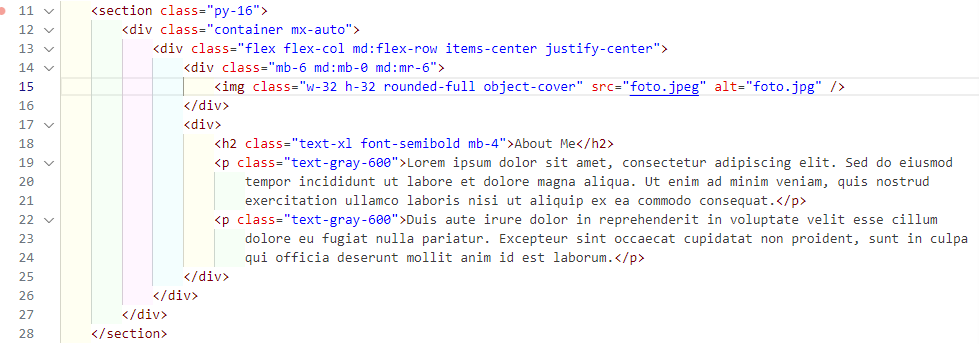 11 <section class="py-16">
12 <div class="container mx-auto">
13 <div class="flex flex-col md:flex-row items-center justify-center">
14 <div class="mb-6 md:mb-0 md:mr-6">
15 <img class="w-32 h-32 rounded-full object-cover" src="foto.jpeg" alt="foto.jpg" />
16 </div>
17 <div>
18 <h2 class="text-xl font-semibold mb-4">About Me</h2>
19 <p class="text-gray-600">Lorem ipsum dolor sit amet, consectetur adipiscing elit. Sed do eiusmod
20 tempor incididunt ut labore et dolore magna aliqua. Ut enim ad minim veniam, quis nostrud
21 exercitation ullamco laboris nisi ut aliquip ex ea commodo consequat.</p>
22 <p class="text-gray-600">Duis aute irure dolor in reprehenderit in voluptate velit esse cillum
23 dolore eu fugiat nulla pariatur. Excepteur sint occaecat cupidatat non proident, sunt in culpa
24 qui officia deserunt mollit anim id est laborum.</p>
25 </div>
26 </div>
27 </div>
28 </section>